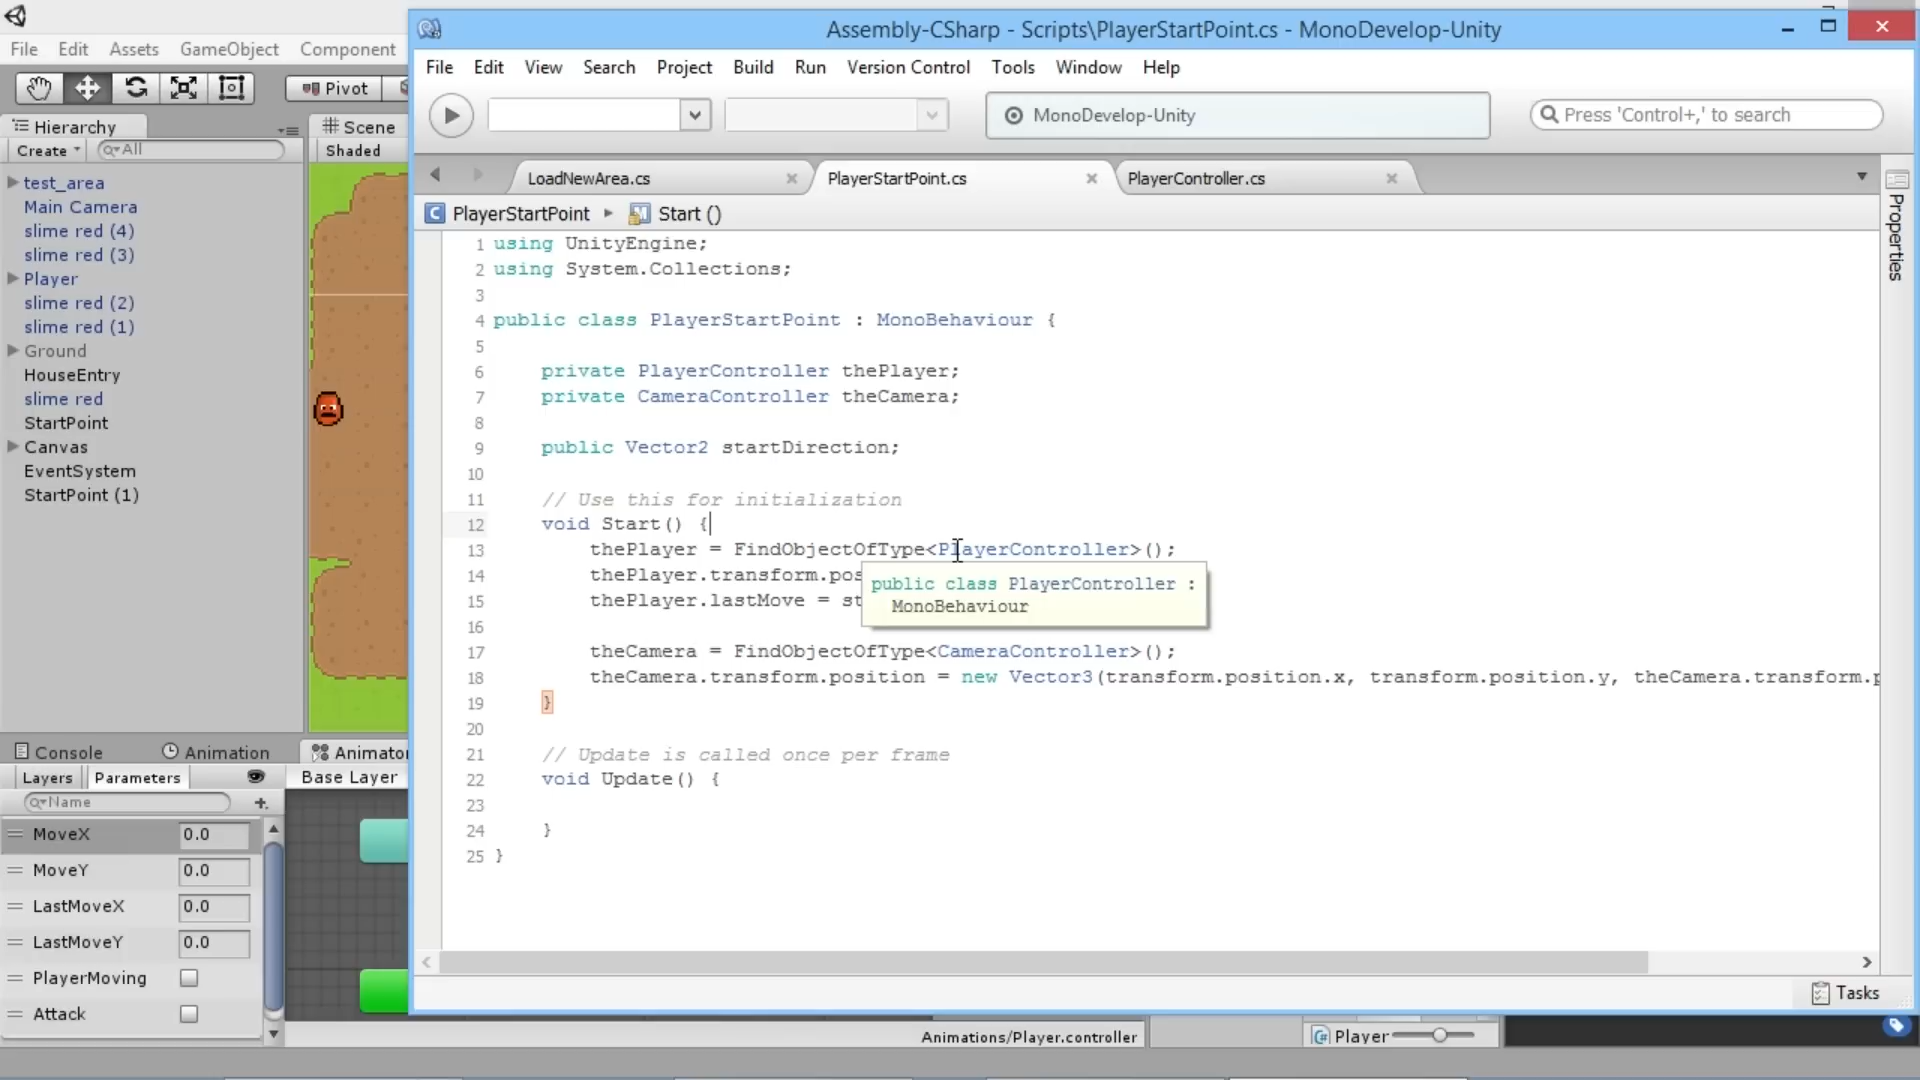 Assembly-CSharp - Scripts\PlayerStartPoint.cs - MonoDevelop-Unity
File Edit Assets GameObject Component
File Edit View Search Project Build Run Version Control Tools Window Help
Pivot
MonoDevelop-Unity
Press 'Control+,' to search
Hierarchy
Create
All
test_area
Main Camera
slime red (4)
slime red (3)
Player
slime red (2)
slime red (1)
Ground
HouseEntry
slime red
StartPoint
Canvas
EventSystem
StartPoint (1)
Scene
Shaded
LoadNewArea.cs
PlayerStartPoint.cs
PlayerController.cs
PlayerStartPoint
Start ()
Properties
1 using UnityEngine;
2 using System.Collections;
3
4 public class PlayerStartPoint : MonoBehaviour {
5
6 private PlayerController thePlayer;
7 private CameraController theCamera;
8
9 public Vector2 startDirection;
10
11 // Use this for initialization
12 void Start() {
13 thePlayer = FindObjectOfType<PlayerController>();
14 thePlayer.transform.pos
15 thePlayer.lastMove = st
public class PlayerController :
MonoBehaviour
16
17 theCamera = FindObjectOfType<CameraController>();
18 theCamera.transform.position = new Vector3(transform.position.x, transform.position.y, theCamera.transform.p
19 }
20
21 // Update is called once per frame
22 void Update() {
23
24 }
25 }
Console
Animation
Animator
Layers
Parameters
Base Layer
Name
MoveX 0.0
MoveY 0.0
LastMoveX 0.0
LastMoveY 0.0
PlayerMoving
Attack
Tasks
Animations/Player.controller
Player